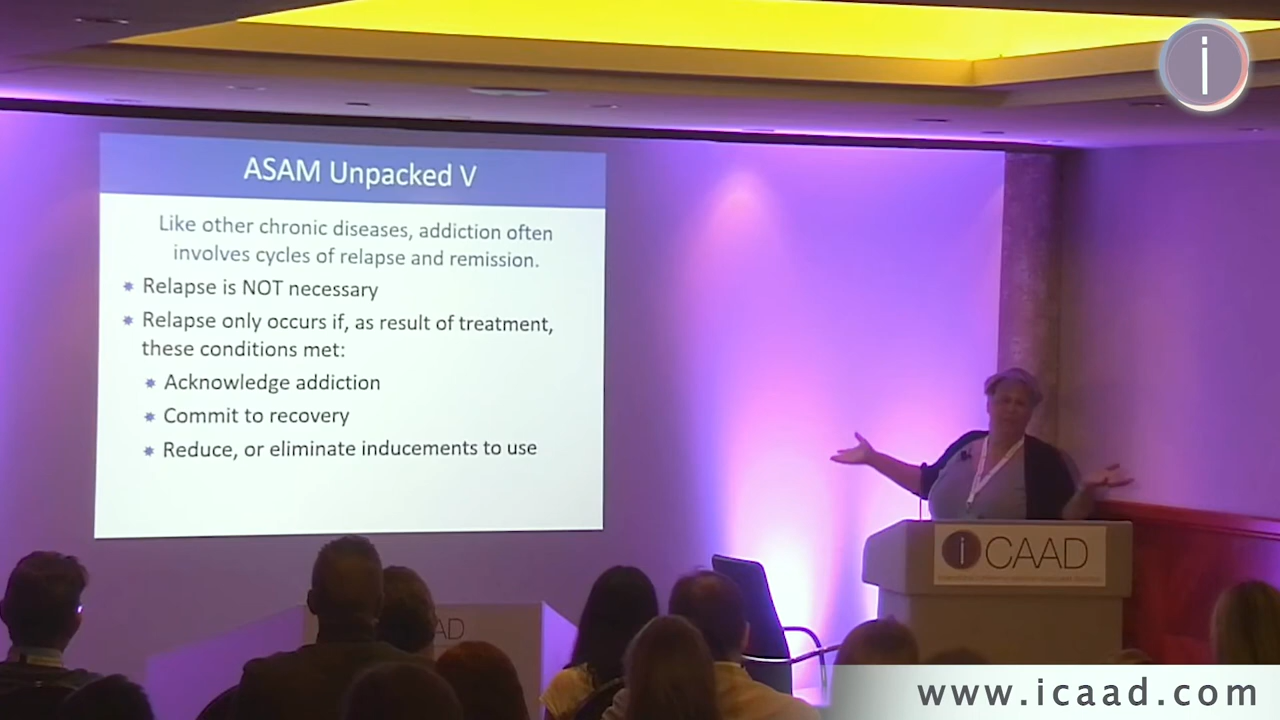 i
ASAM Unpacked V
Like other chronic diseases, addiction often
involves cycles of relapse and remission.
Relapse is NOT necessary
Relapse only occurs if, as result of treatment,
these conditions met:
Acknowledge addiction
Commit to recovery
Reduce, or eliminate inducements to use
i CAAD
AD
www.icaad.com